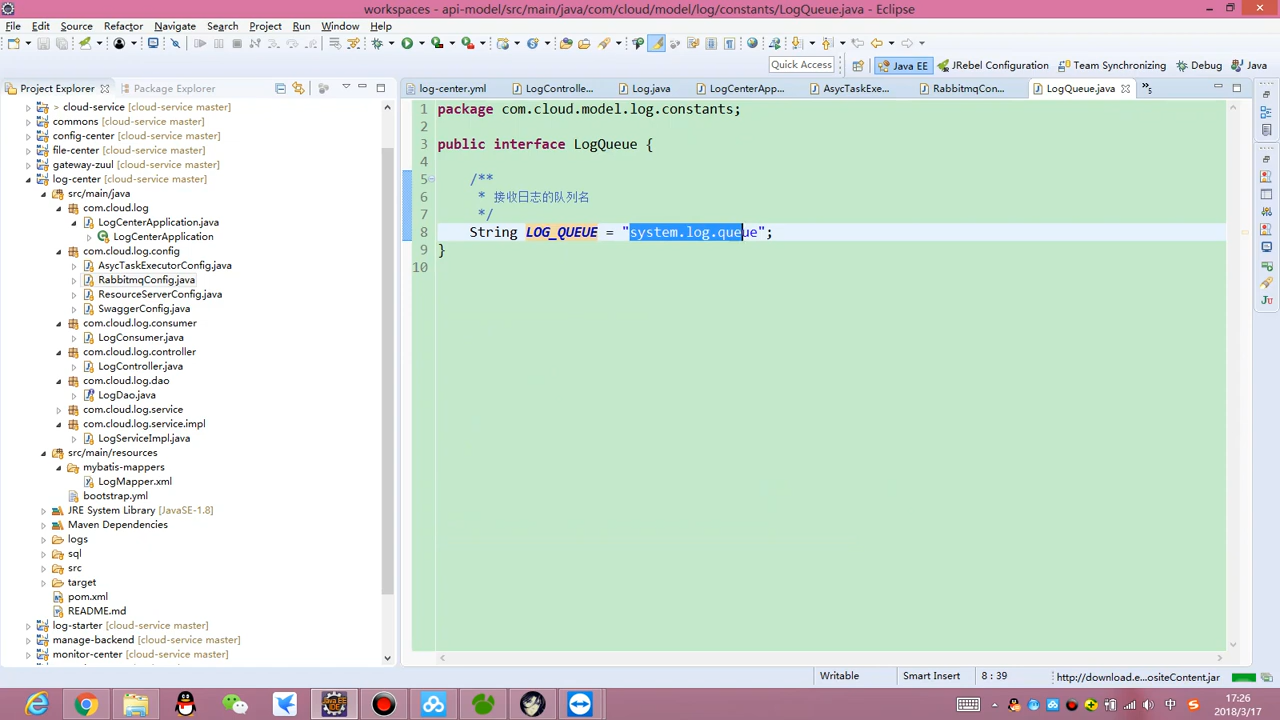 workspaces - api-model/src/main/java/com/cloud/model/log/constants/LogQueue.java - Eclipse
File Edit Source Refactor Navigate Search Project Run Window Help
Quick Access
Java EE JRebel Configuration Team Synchronizing Debug Java
Project Explorer Package Explorer
log-center.yml LogControlle... Log.java LogCenterApp... AsycTaskExe... RabbitmqCon... LogQueue.java »5
> cloud-service [cloud-service master]
commons [cloud-service master]
config-center [cloud-service master]
file-center [cloud-service master]
gateway-zuul [cloud-service master]
log-center [cloud-service master]
src/main/java
com.cloud.log
LogCenterApplication.java
LogCenterApplication
com.cloud.log.config
AsycTaskExecutorConfig.java
RabbitmqConfig.java
ResourceServerConfig.java
SwaggerConfig.java
com.cloud.log.consumer
LogConsumer.java
com.cloud.log.controller
LogController.java
com.cloud.log.dao
LogDao.java
com.cloud.log.service
com.cloud.log.service.impl
LogServiceImpl.java
src/main/resources
mybatis-mappers
LogMapper.xml
bootstrap.yml
JRE System Library [JavaSE-1.8]
Maven Dependencies
logs
sql
src
target
pom.xml
README.md
log-starter [cloud-service master]
manage-backend [cloud-service master]
monitor-center [cloud-service master]
1 package com.cloud.model.log.constants;
2
3 public interface LogQueue {
4
5 /**
6 * 接收日志的队列名
7 */
8 String LOG_QUEUE = "system.log.queue";
9 }
10
Writable Smart Insert 8 : 39 http://download.e...ositeContent.jar
中
17:26
2018/3/17